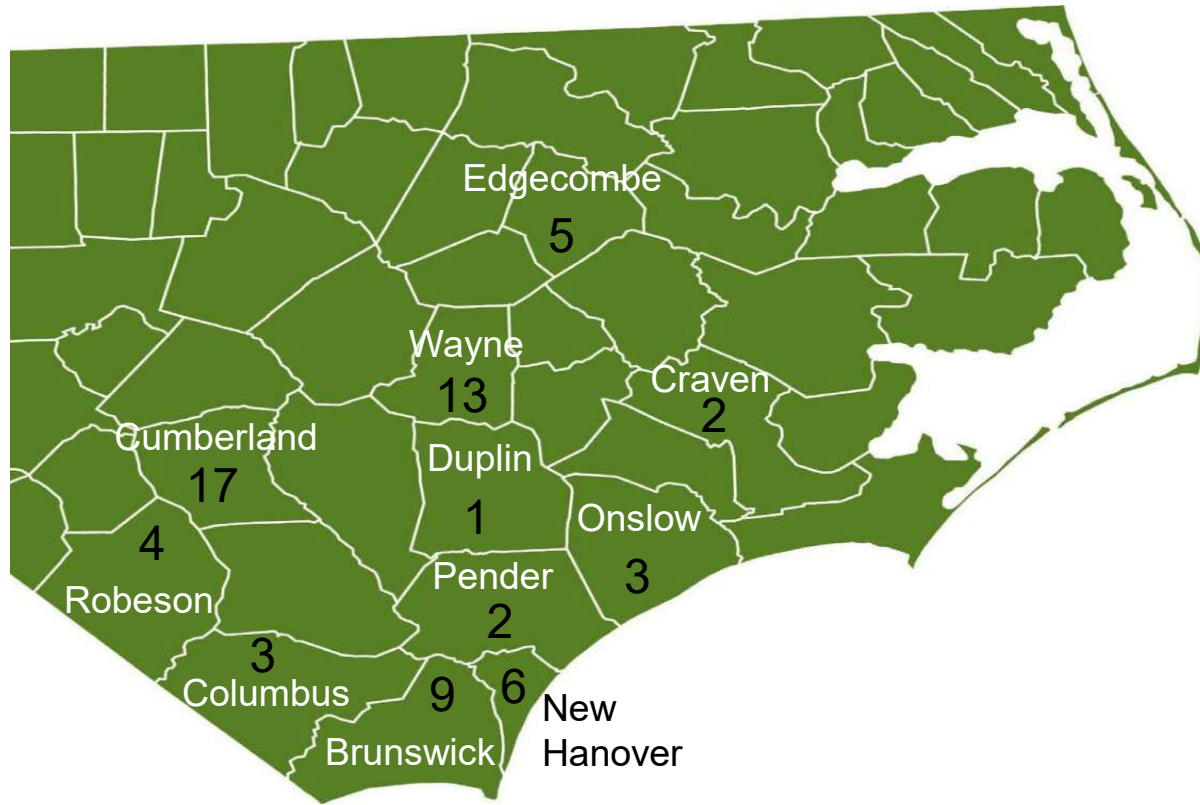 Edgecombe
5
Wayne
13
Craven
2
Cumberland
17
Duplin
1
Onslow
3
4
Robeson
Pender
2
3
Columbus
9
Brunswick
6
New
Hanover